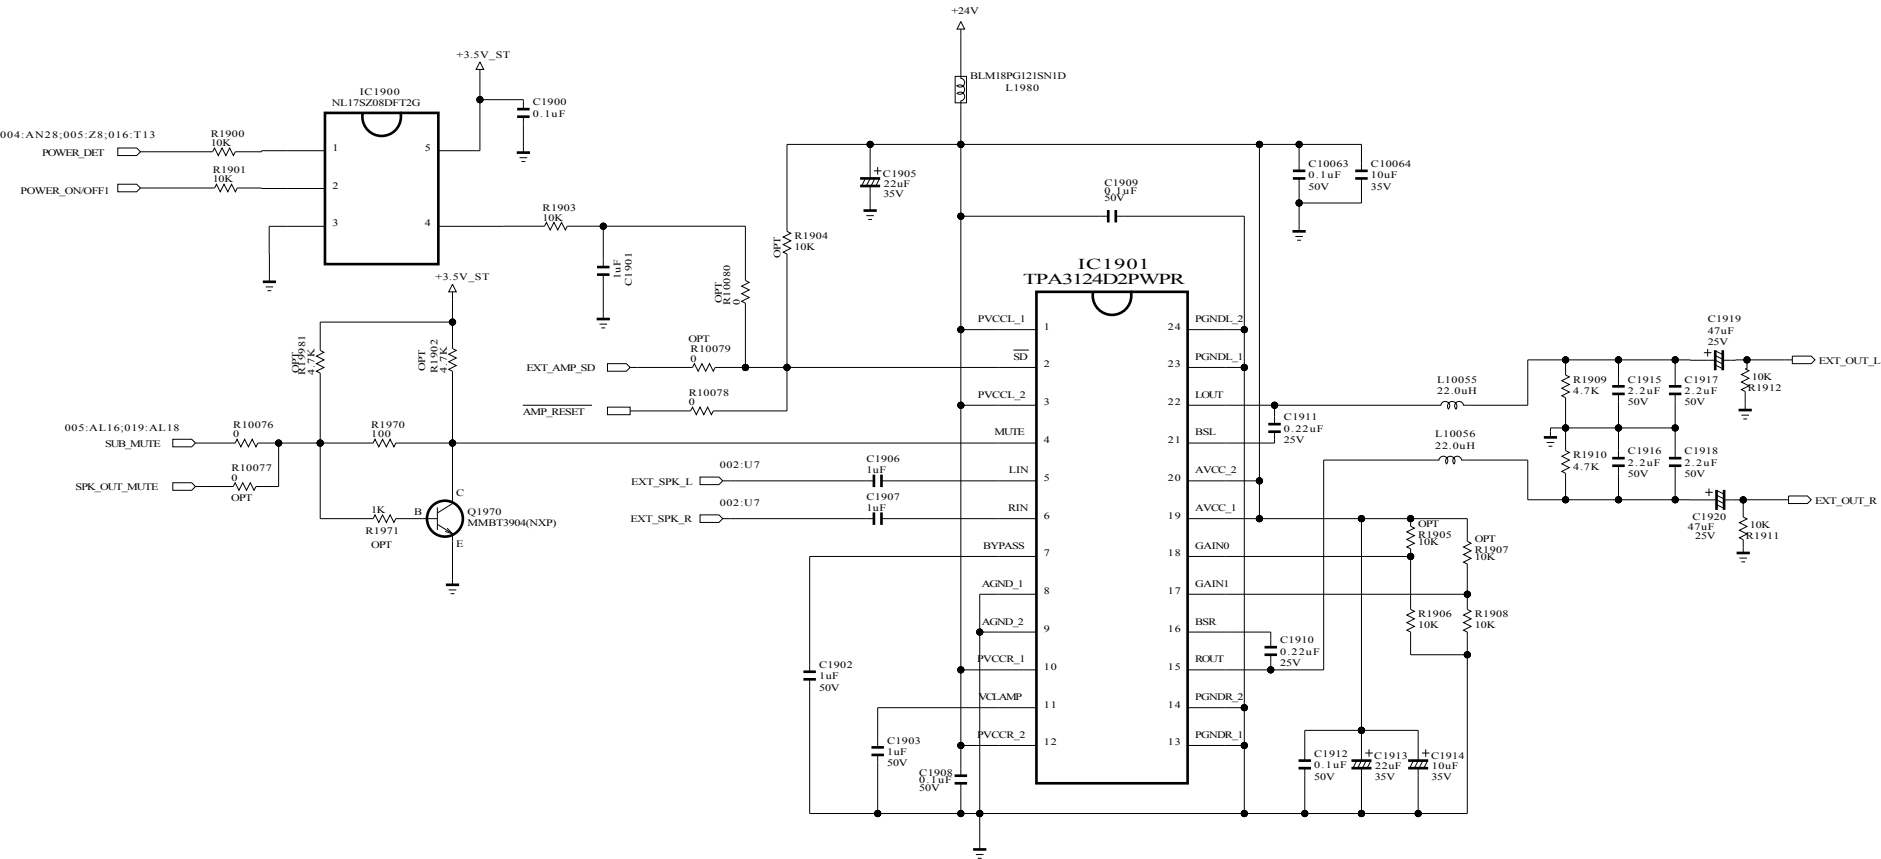 +24V
+3.5V_ST
IC1900
NL17SZ08DFT2G
C1900
0.1uF
BLM18PG121SN1D
L1980
004:AN28;005:Z8;016:T13
POWER_DET
R1900
10K
1
5
POWER_ON/OFF1
R1901
10K
2
3
4
R1903
10K
1uF
C1901
OPT
R10080
0
OPT
R1904
10K
C1905
22uF
35V
C1909
0.1uF
50V
C10063
0.1uF
50V
C10064
10uF
35V
+3.5V_ST
OPT
R19981
4.7K
OPT
R1902
4.7K
EXT_AMP_SD
OPT
R10079
0
AMP_RESET
R10078
0
005:AL16;019:AL18
SUB_MUTE
R10076
0
R1970
100
SPK_OUT_MUTE
R10077
0
OPT
1K
R1971
OPT
B
C
E
Q1970
MMBT3904(NXP)
002:U7
EXT_SPK_L
C1906
1uF
002:U7
EXT_SPK_R
C1907
1uF
IC1901
TPA3124D2PWPR
PVCCL_1
1
24
PGNDL_2
SD
2
23
PGNDL_1
PVCCL_2
3
22
LOUT
MUTE
4
21
BSL
LIN
5
20
AVCC_2
RIN
6
19
AVCC_1
BYPASS
7
18
GAIN0
AGND_1
8
17
GAIN1
AGND_2
9
16
BSR
PVCCR_1
10
15
ROUT
VCLAMP
11
14
PGNDR_2
PVCCR_2
12
13
PGNDR_1
C1902
1uF
50V
C1903
1uF
50V
C1908
0.1uF
50V
C1911
0.22uF
25V
C1910
0.22uF
25V
OPT
R1905
10K
OPT
R1907
10K
R1906
10K
R1908
10K
C1912
0.1uF
50V
C1913
22uF
35V
C1914
10uF
35V
L10055
22.0uH
L10056
22.0uH
R1909
4.7K
C1915
2.2uF
50V
C1917
2.2uF
50V
R1910
4.7K
C1916
2.2uF
50V
C1918
2.2uF
50V
C1919
47uF
25V
10K
R1912
EXT_OUT_L
C1920
47uF
25V
10K
R1911
EXT_OUT_R